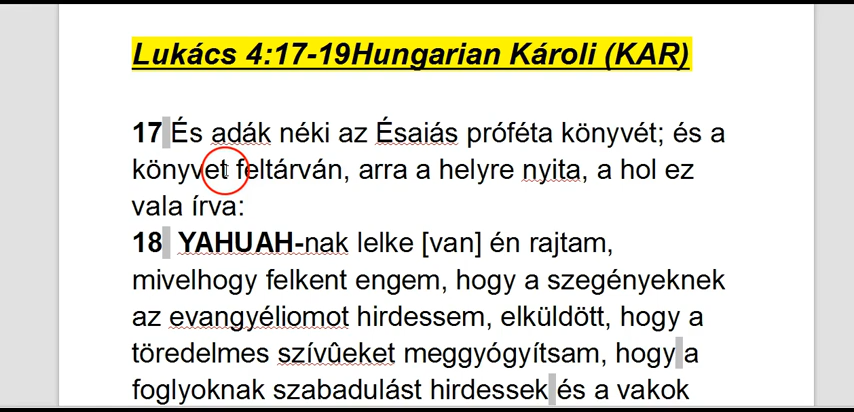 Lukács 4:17-19Hungarian Károli (KAR)
17 És adák néki az Ésaiás próféta könyvét; és a
könyvet feltárván, arra a helyre nyita, a hol ez
vala írva:
18 YAHUAH-nak lelke [van] én rajtam,
mivelhogy felkent engem, hogy a szegényeknek
az evangyéliomot hirdessem, elküldött, hogy a
töredelmes szívûeket meggyógyítsam, hogy a
foglyoknak szabadulást hirdessek és a vakok